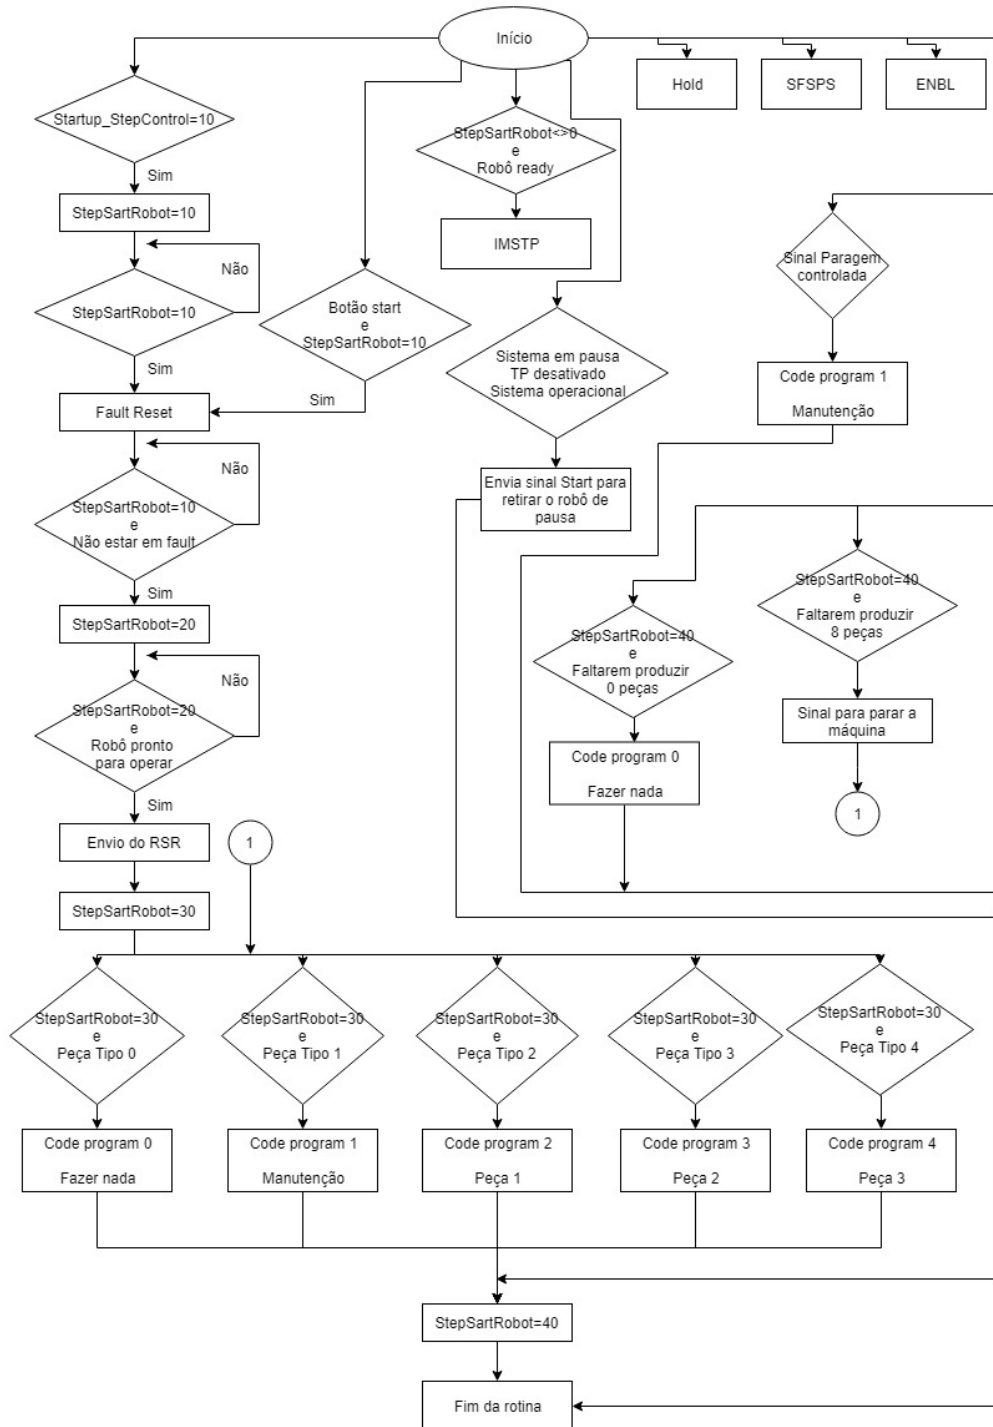 Início
Hold
SFSPS
ENBL
Startup_StepControl=10
StepSartRobot<>0
e
Robô ready
Sim
StepSartRobot=10
IMSTP
Sinal Paragem
controlada
Não
StepSartRobot=10
Botão start
e
StepSartRobot=10
Sistema em pausa
TP desativado
Sistema operacional
Sim
Sim
Code program 1
Manutenção
Fault Reset
Não
StepSartRobot=10
e
Não estar em fault
Envia sinal Start para
retirar o robô de
pausa
Sim
StepSartRobot=20
StepSartRobot=40
e
Faltarem produzir
8 peças
StepSartRobot=40
e
Faltarem produzir
0 peças
Não
StepSartRobot=20
e
Robô pronto
para operar
Sinal para parar a
máquina
Code program 0
Fazer nada
Sim
1
Envio do RSR
1
StepSartRobot=30
StepSartRobot=30
e
Peça Tipo 0
StepSartRobot=30
e
Peça Tipo 1
StepSartRobot=30
e
Peça Tipo 2
StepSartRobot=30
e
Peça Tipo 3
StepSartRobot=30
e
Peça Tipo 4
Code program 0
Fazer nada
Code program 1
Manutenção
Code program 2
Peça 1
Code program 3
Peça 2
Code program 4
Peça 3
StepSartRobot=40
Fim da rotina